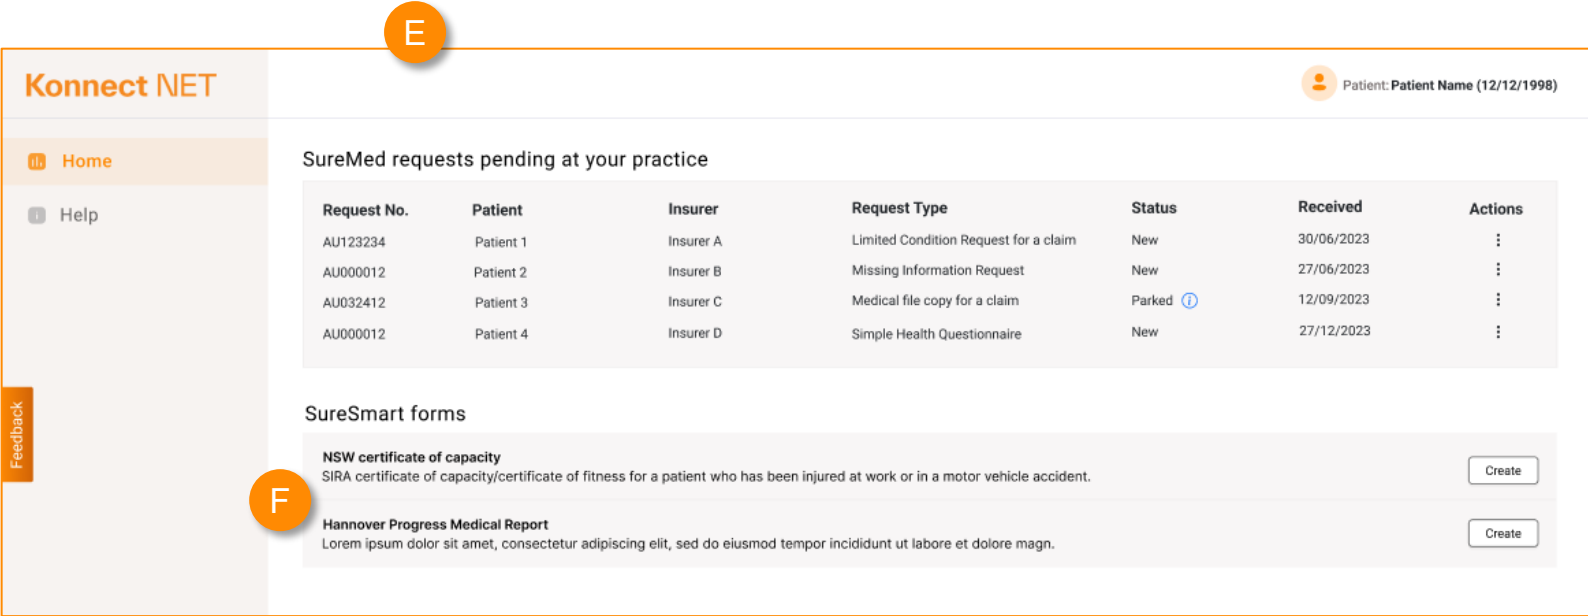 E
Konnect NET
Patient: Patient Name (12/12/1998)
Home
Help
Feedback
SureMed requests pending at your practice
Request No. Patient Insurer Request Type Status Received Actions
AU123234 Patient 1 Insurer A Limited Condition Request for a claim New 30/06/2023
AU000012 Patient 2 Insurer B Missing Information Request New 27/06/2023
AU032412 Patient 3 Insurer C Medical file copy for a claim Parked i 12/09/2023
AU000012 Patient 4 Insurer D Simple Health Questionnaire New 27/12/2023
SureSmart forms
NSW certificate of capacity
SIRA certificate of capacity/certificate of fitness for a patient who has been injured at work or in a motor vehicle accident.
Create
F
Hannover Progress Medical Report
Lorem ipsum dolor sit amet, consectetur adipiscing elit, sed do eiusmod tempor incididunt ut labore et dolore magn.
Create